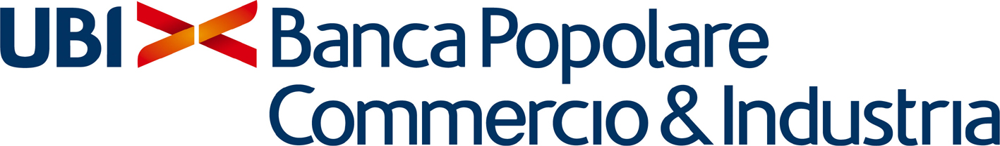 UBI Banca Popolare
Commercio & Industria